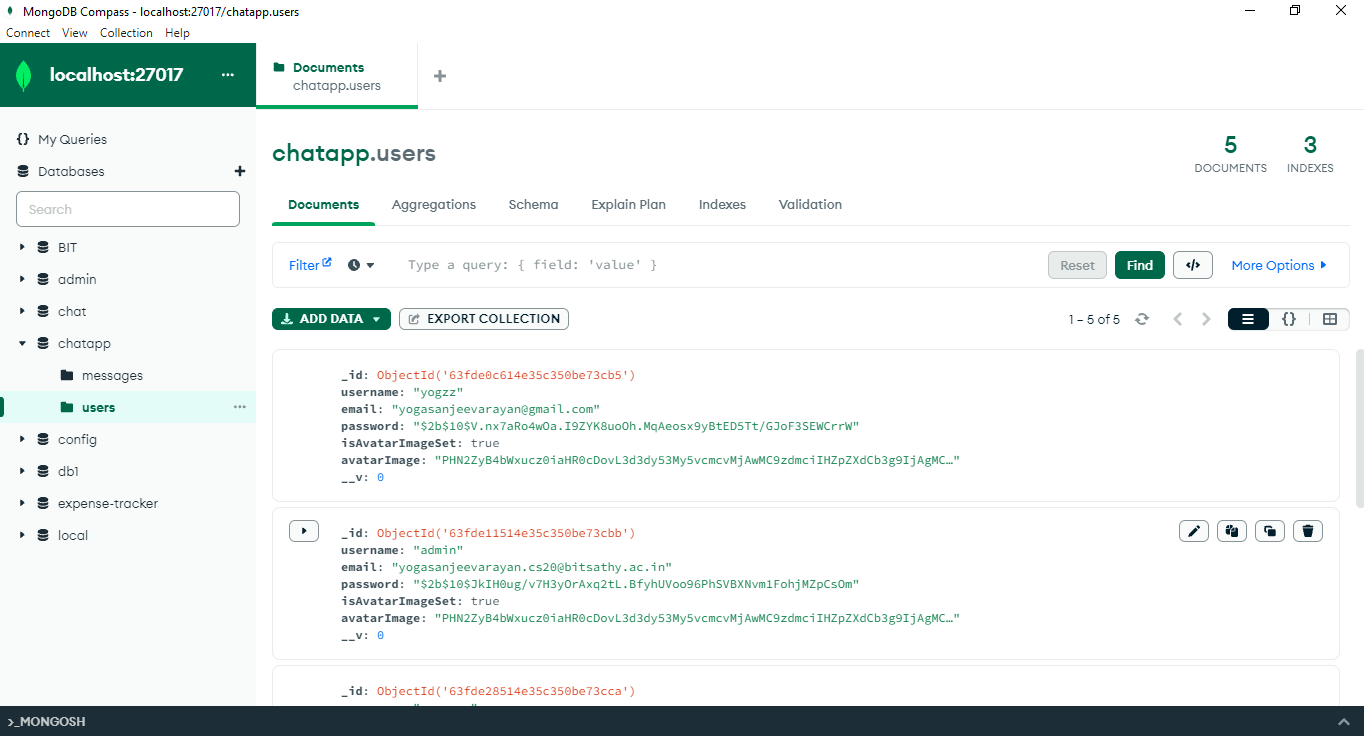 MongoDB Compass - localhost:27017/chatapp.users
Connect View Collection Help
localhost:27017
Documents
chatapp.users
My Queries
Databases
Search
BIT
admin
chat
chatapp
messages
users
config
db1
expense-tracker
local
chatapp.users
5
DOCUMENTS
3
INDEXES
Documents Aggregations Schema Explain Plan Indexes Validation
Filter Type a query: { field: 'value' } Reset Find </> More Options
ADD DATA EXPORT COLLECTION 1 – 5 of 5 {}
_id: ObjectId('63fde0c614e35c350be73cb5')
username: "yogzz"
email: "yogasanjeevarayan@gmail.com"
password: "$2b$10$V.nx7aRo4wOa.I9ZYK8uoOh.MqAeosx9yBtED5Tt/GJoF3SEWCrrW"
isAvatarImageSet: true
avatarImage: "PHN2ZyB4bWxucz0iaHR0cDovL3d3dy53My5vcmcvMjAwMC9zdmciIHZpZXdCb3g9IjAgMC…"
__v: 0
_id: ObjectId('63fde11514e35c350be73cbb')
username: "admin"
email: "yogasanjeevarayan.cs20@bitsathy.ac.in"
password: "$2b$10$JkIH0ug/v7H3yOrAxq2tL.BfyhUVoo96PhSVBXNvm1FohjMZpCsOm"
isAvatarImageSet: true
avatarImage: "PHN2ZyB4bWxucz0iaHR0cDovL3d3dy53My5vcmcvMjAwMC9zdmciIHZpZXdCb3g9IjAgMC…"
__v: 0
_id: ObjectId('63fde28514e35c350be73cca')
>_MONGOSH